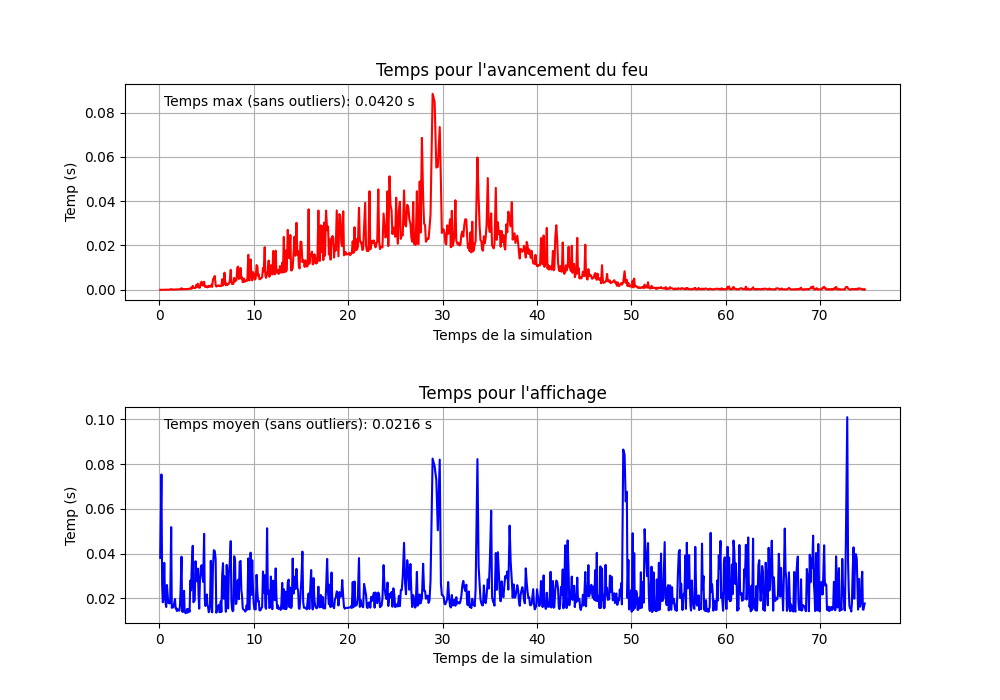 Temps pour l'avancement du feu
Temps max (sans outliers): 0.0420 s
0.08
0.06
0.04
0.02
0.00
Temp (s)
0 10 20 30 40 50 60 70
Temps de la simulation
Temps pour l'affichage
Temps moyen (sans outliers): 0.0216 s
0.10
0.08
0.06
0.04
0.02
Temp (s)
0 10 20 30 40 50 60 70
Temps de la simulation